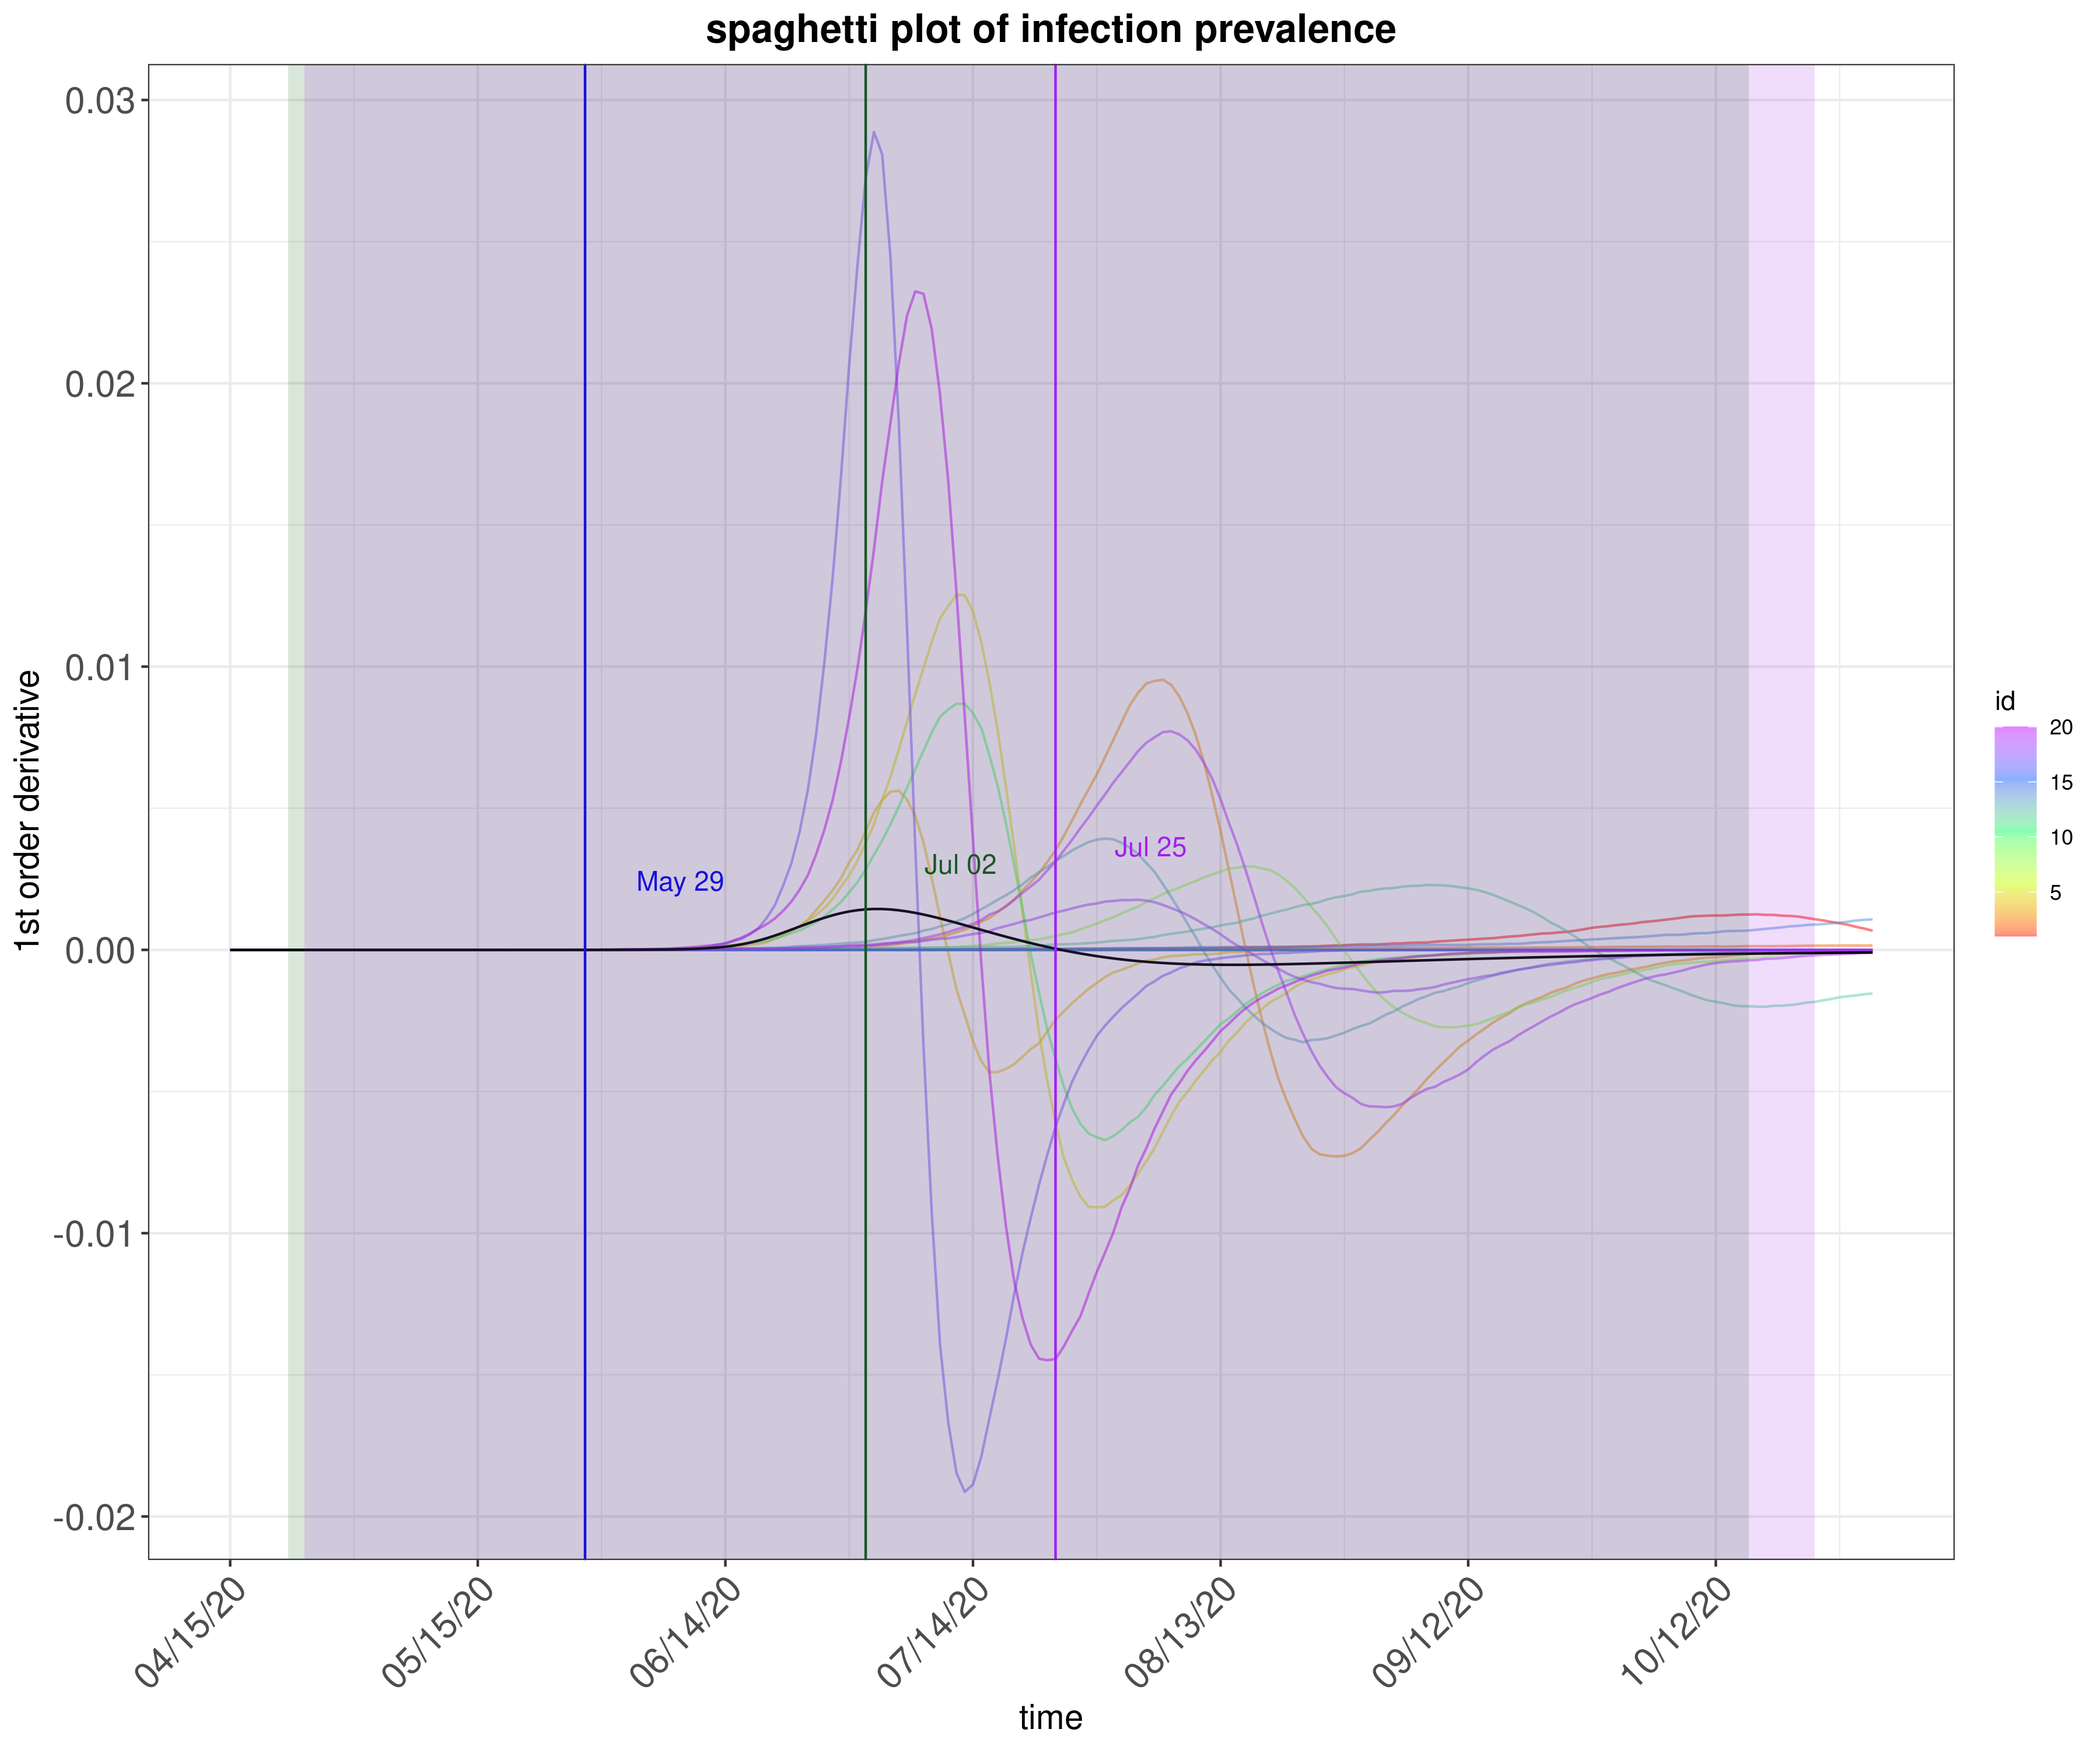 spaghetti plot of infection prevalence
0.03
0.02
0.01
0.00
-0.01
-0.02
1st order derivative
May 29
Jul 02
Jul 25
04/15/20
05/15/20
06/14/20
07/14/20
08/13/20
09/12/20
10/12/20
time
id
20
15
10
5